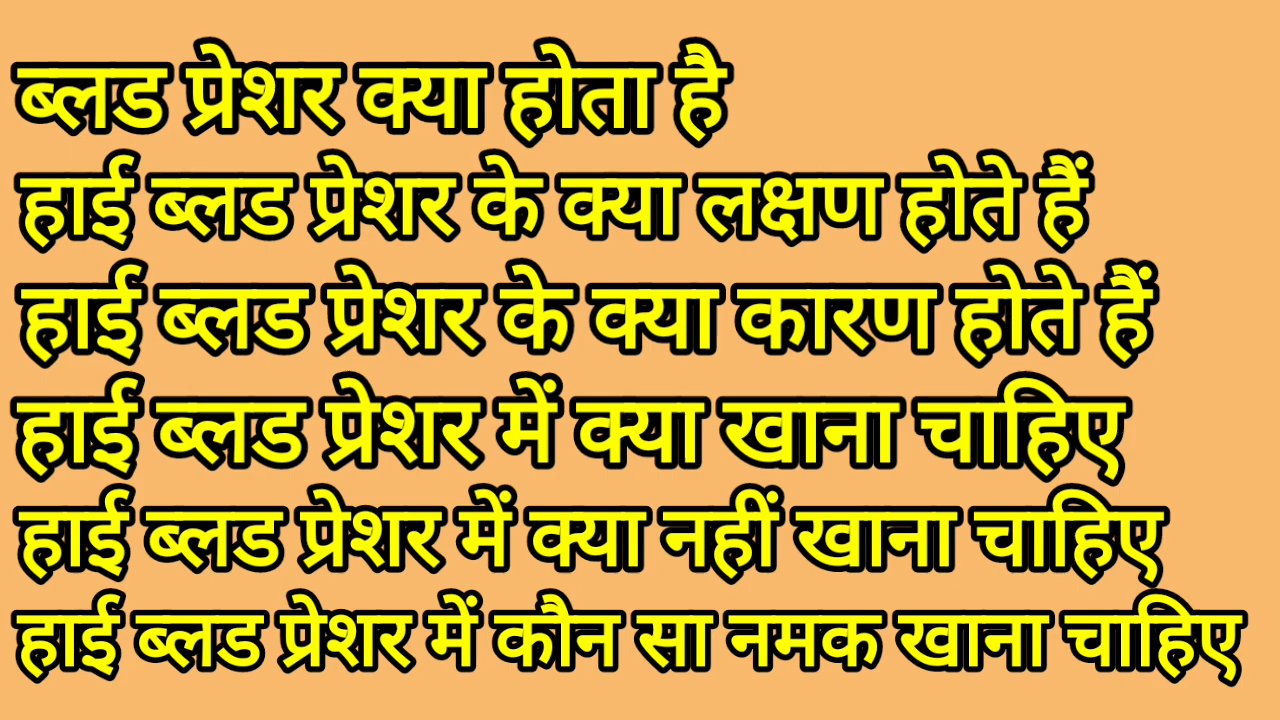 ब्लड प्रेशर क्या होता है
हाई ब्लड प्रेशर के क्या लक्षण होते हैं
हाई ब्लड प्रेशर के क्या कारण होते हैं
हाई ब्लड प्रेशर में क्या खाना चाहिए
हाई ब्लड प्रेशर में क्या नहीं खाना चाहिए
हाई ब्लड प्रेशर में कौन सा नमक खाना चाहिए